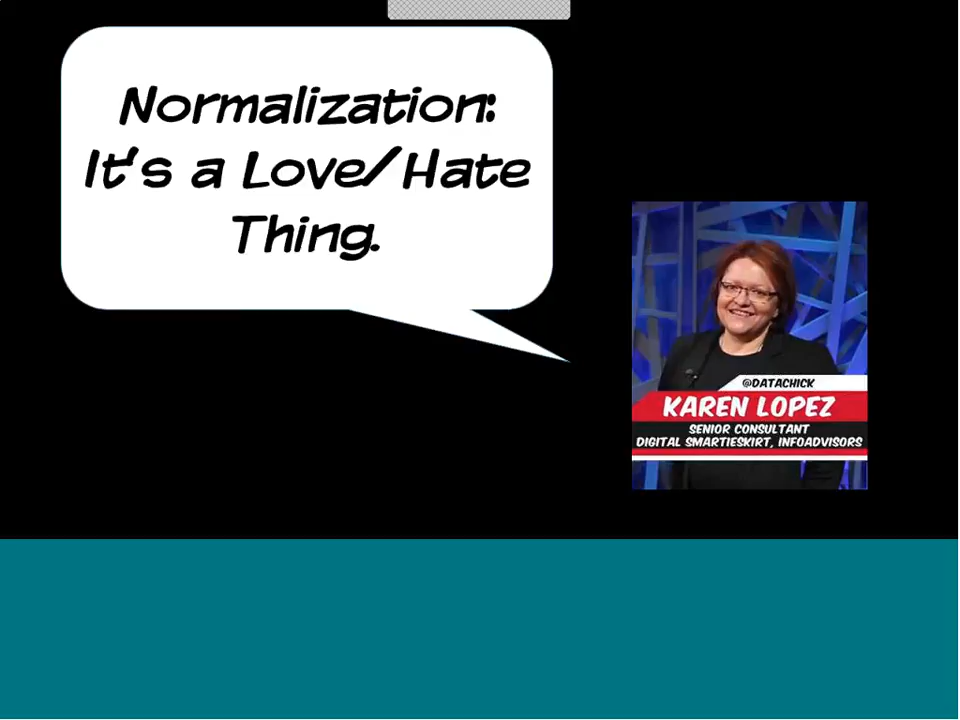 Normalization:
It's a Love/Hate
Thing.
@DATACHICK
KAREN LOPEZ
SENIOR CONSULTANT
DIGITAL SMARTIESKIRT, INFOADVISORS